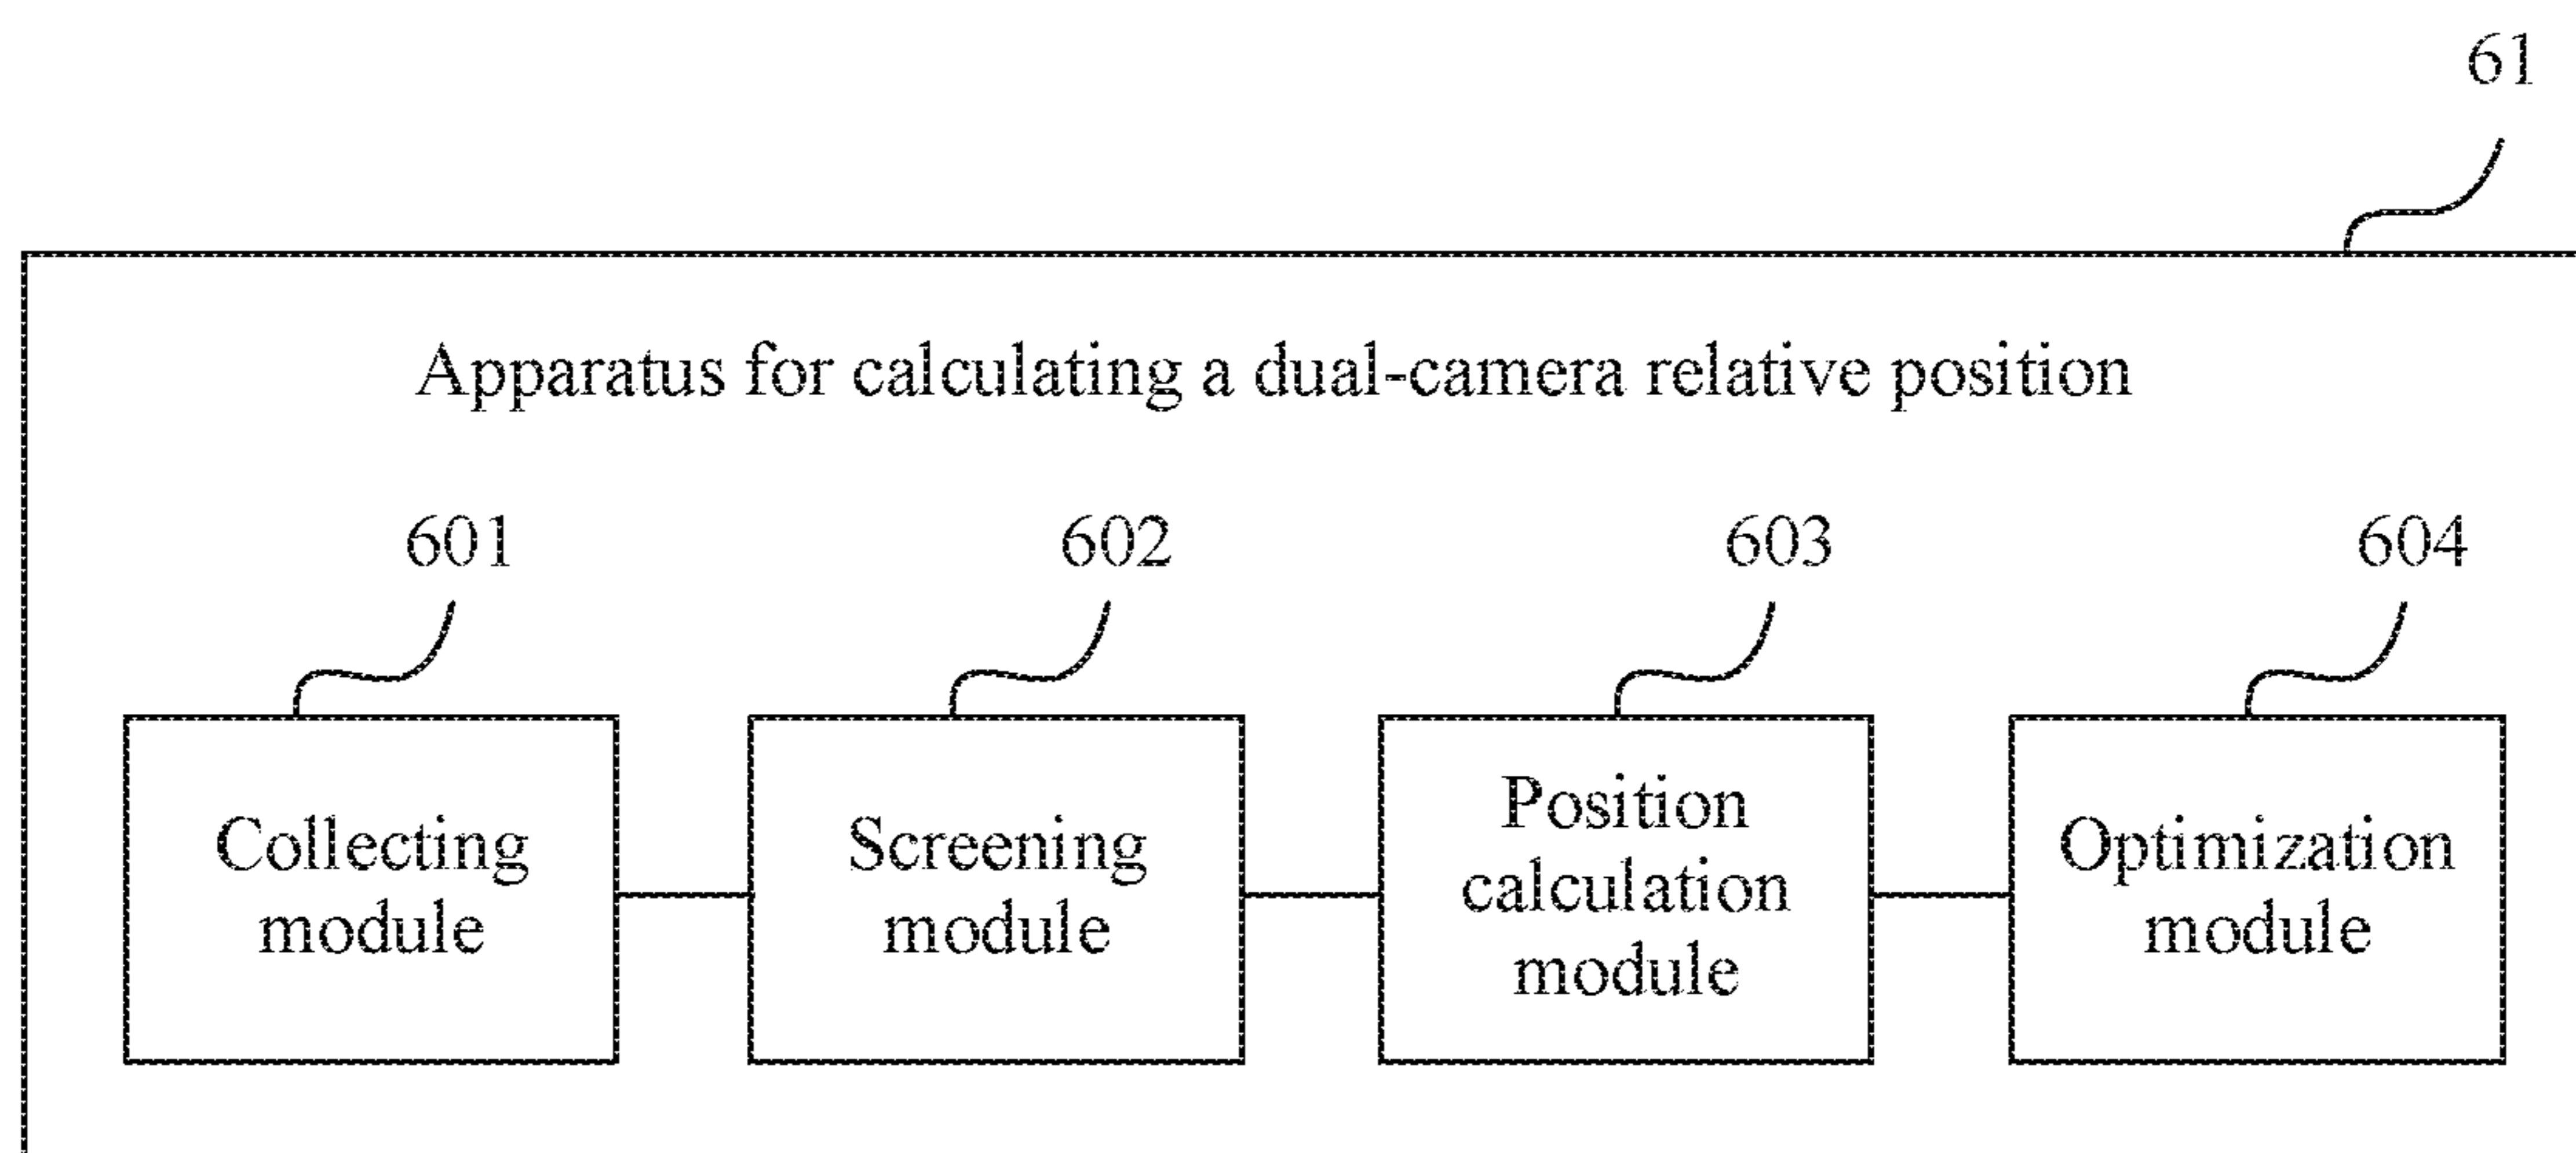 61
Apparatus for calculating a dual-camera relative position
601
602
603
604
Collecting
module
Screening
module
Position
calculation
module
Optimization
module